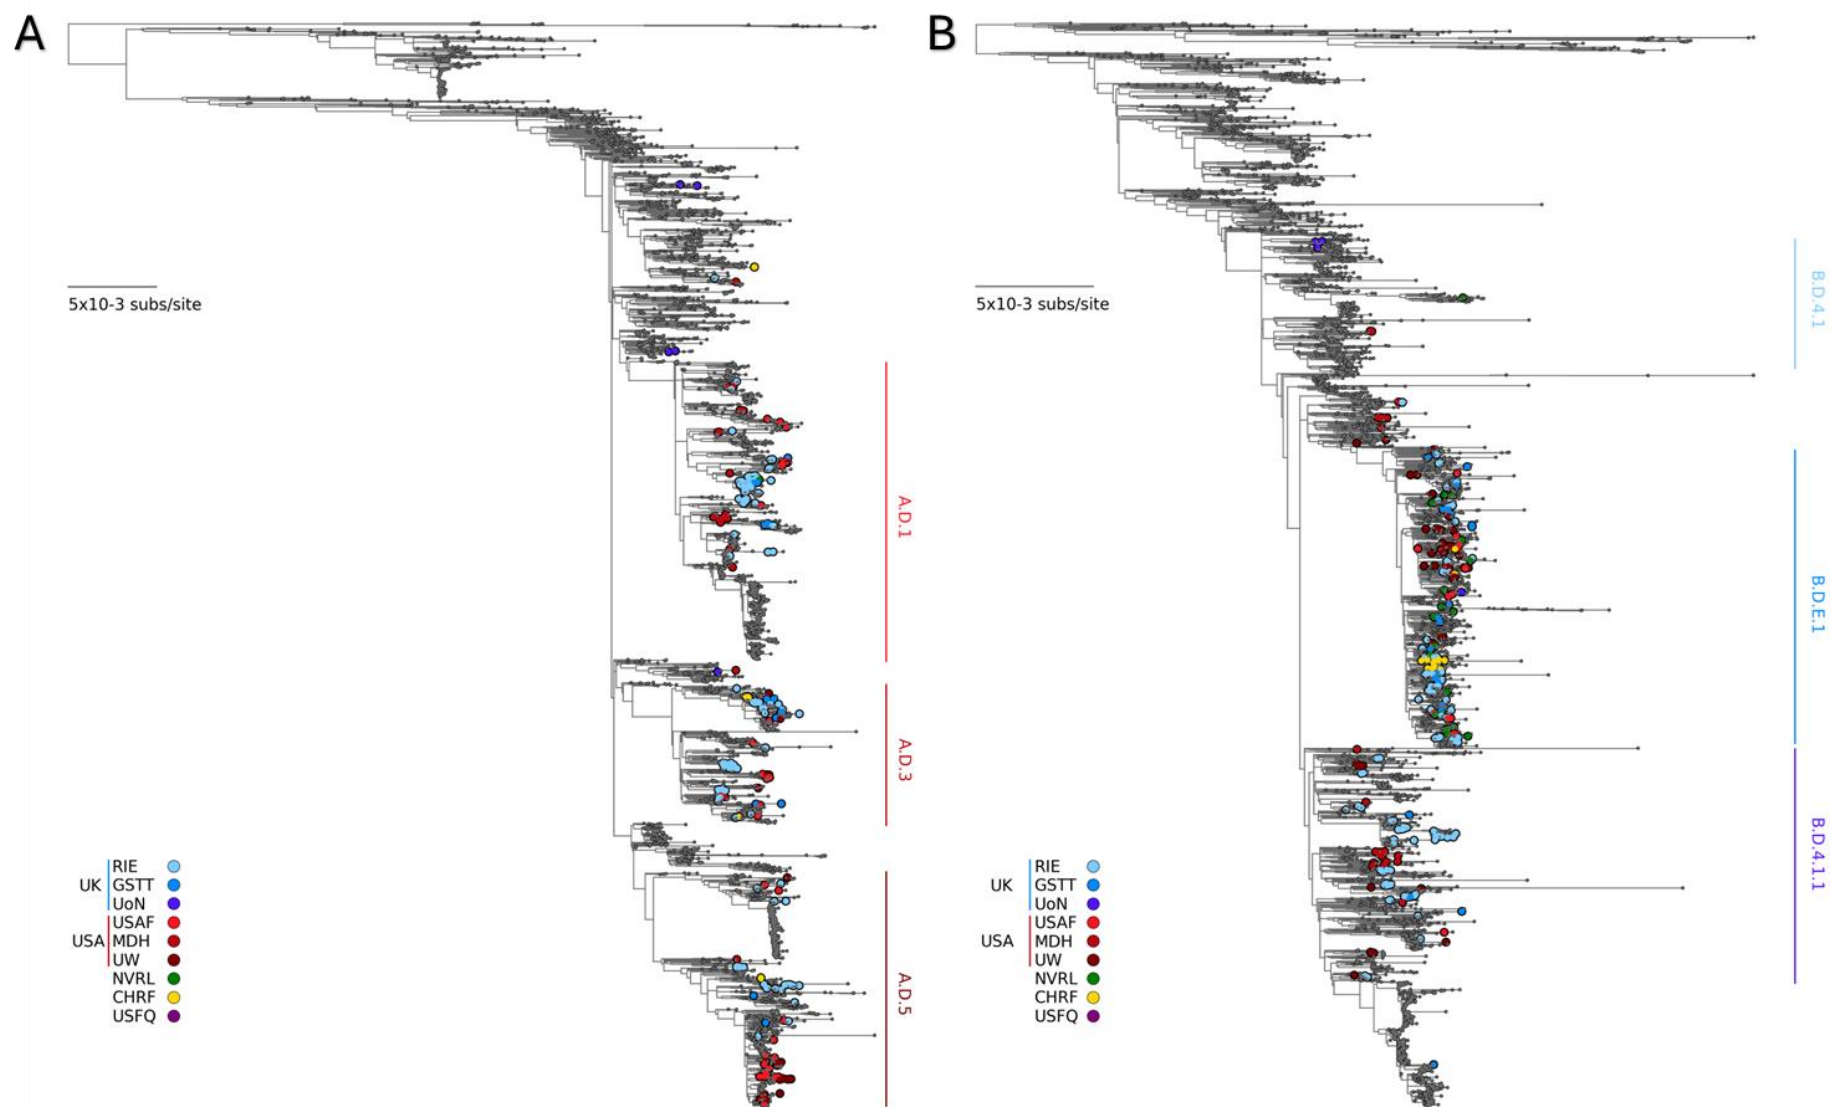 A
5x10-3 subs/site
A.D.1
A.D.3
A.D.5
UK
RIE
GSTT
UoN
USA
USAF
MDH
UW
NVRL
CHRF
USFQ
B
5x10-3 subs/site
B.D.4.1
B.D.E.1
B.D.4.1.1
UK
RIE
GSTT
UoN
USA
USAF
MDH
UW
NVRL
CHRF
USFQ